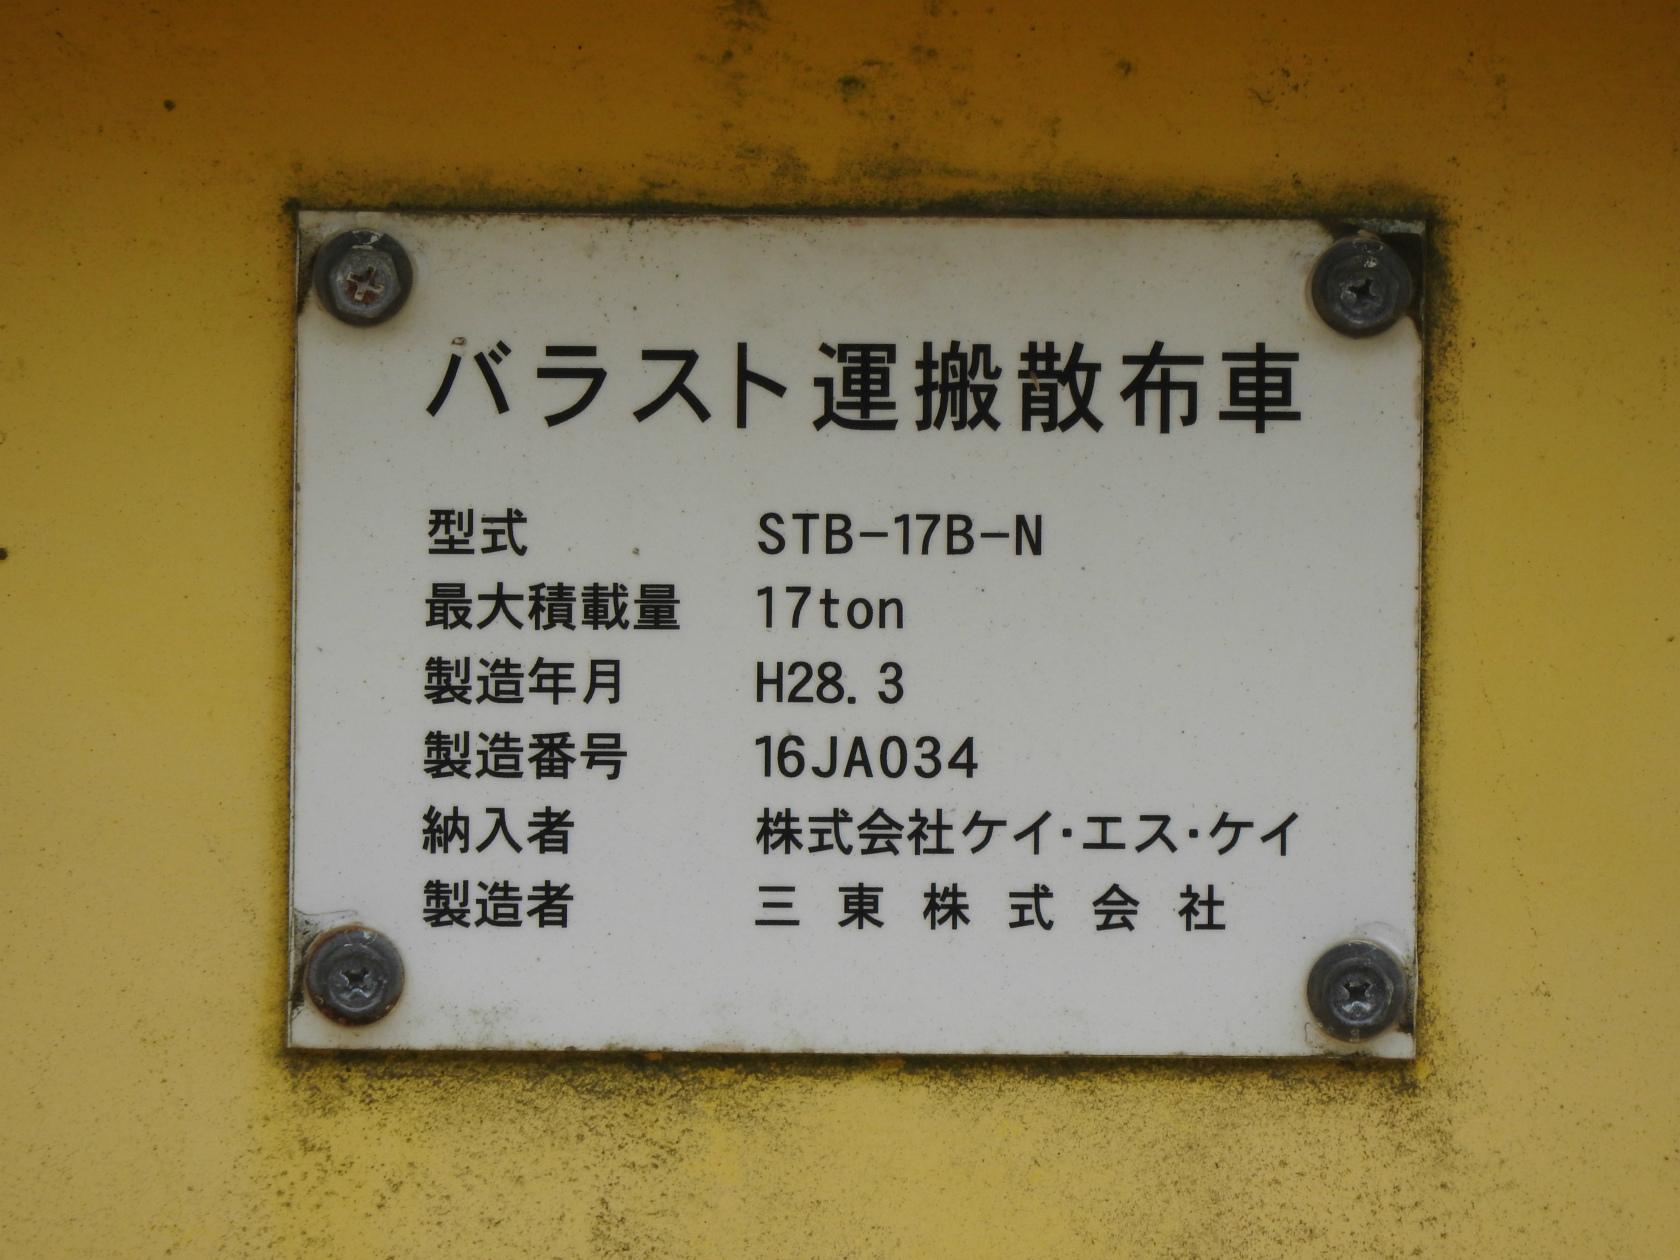 バラスト運搬散布車
型式 STB-17B-N
最大積載量 17ton
製造年月 H28.3
製造番号 16JA034
納入者 株式会社ケイ・エス・ケイ
製造者 三東株式会社